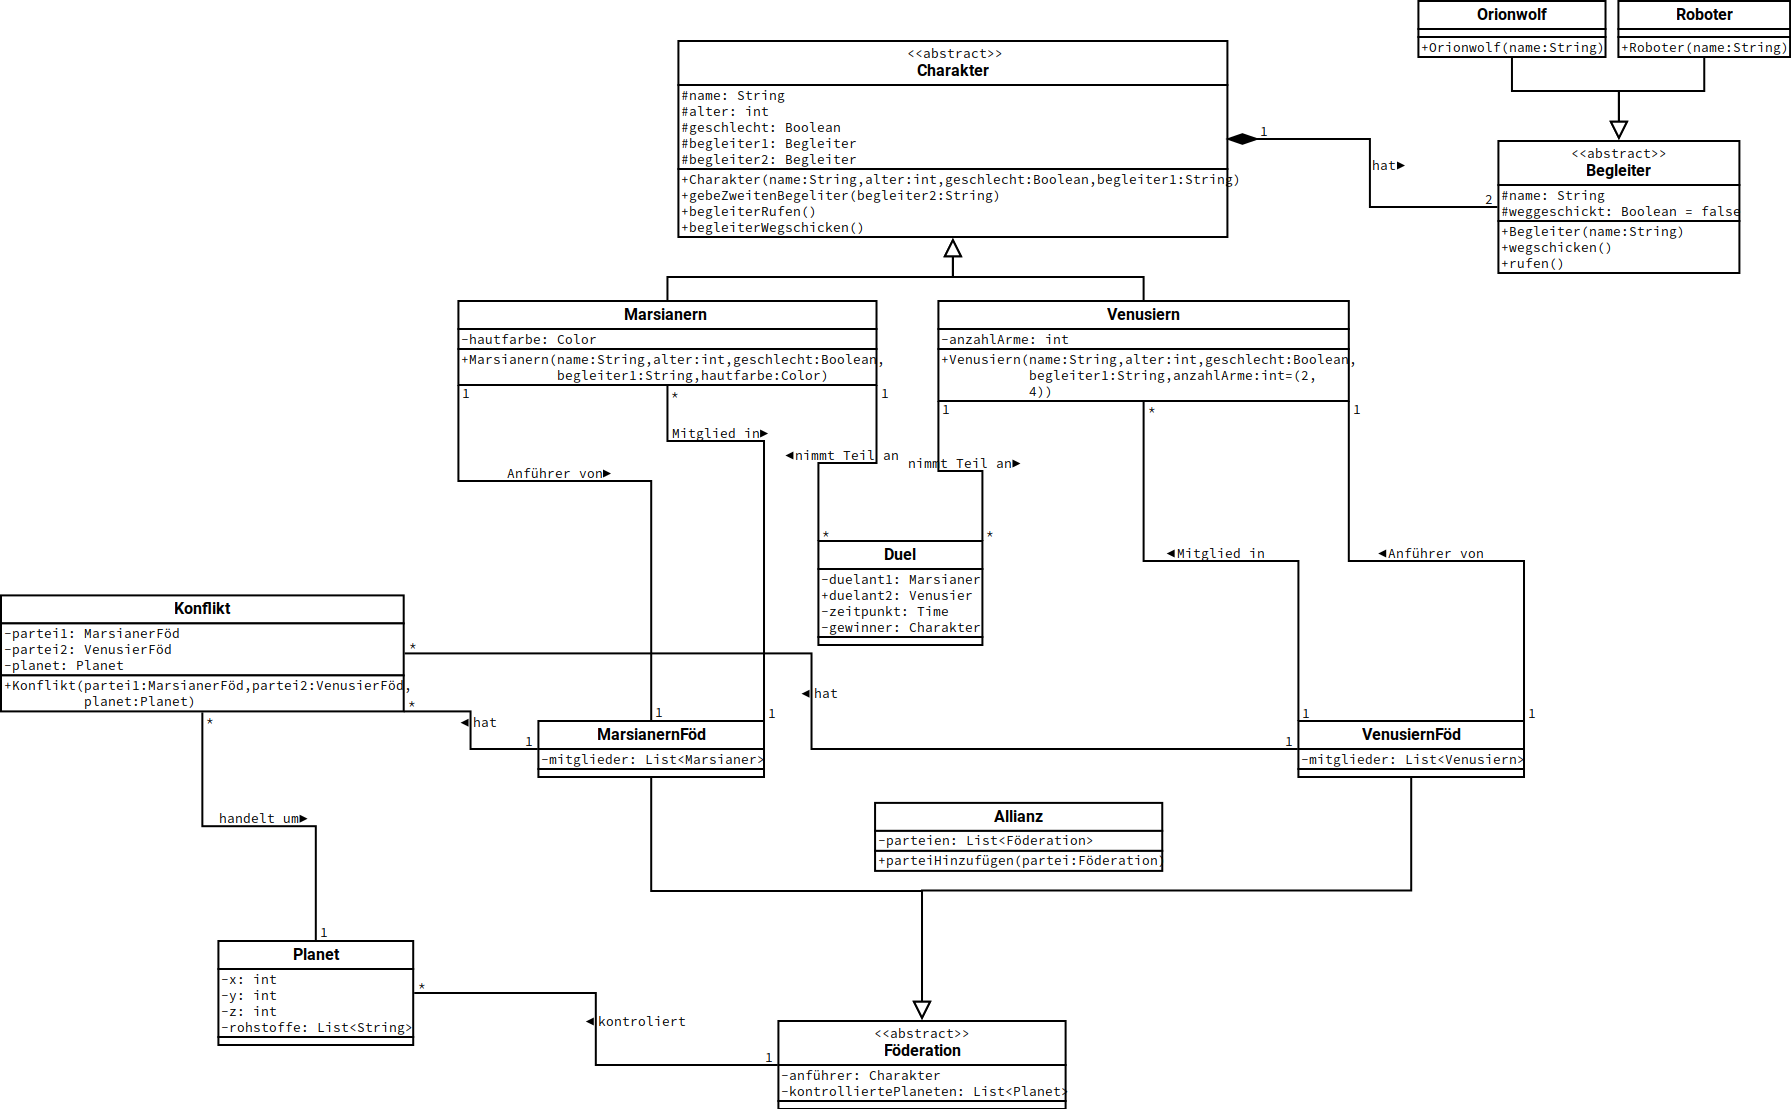 Orionwolf
+Orionwolf(name:String)
Roboter
+Roboter(name:String)
<<abstract>>
Charakter
#name: String
#alter: int
#geschlecht: Boolean
#begleiter1: Begleiter
#begleiter2: Begleiter
+Charakter(name:String,alter:int,geschlecht:Boolean,begleiter1:String)
+gebeZweitenBegeliter(begleiter2:String)
+begleiterRufen()
+begleiterWegschicken()
1
hat►
2
<<abstract>>
Begleiter
#name: String
#weggeschickt: Boolean = false
+Begleiter(name:String)
+wegschicken()
+rufen()
Marsianern
-hautfarbe: Color
+Marsianern(name:String,alter:int,geschlecht:Boolean,
begleiter1:String,hautfarbe:Color)
Venusiern
-anzahlArme: int
+Venusiern(name:String,alter:int,geschlecht:Boolean,
begleiter1:String,anzahlArme:int=(2,
4))
1
*
1
1
*
1
Mitglied in►
◄nimmt Teil an
nimmt Teil an►
Anführer von►
*
*
◄Mitglied in
◄Anführer von
Duel
-duelant1: Marsianer
+duelant2: Venusier
-zeitpunkt: Time
-gewinner: Charakter
Konflikt
-partei1: MarsianerFöd
-partei2: VenusierFöd
-planet: Planet
+Konflikt(partei1:MarsianerFöd,partei2:VenusierFöd,
planet:Planet)
*
*
*
◄hat
◄hat
1
1
1
1
1
1
MarsianernFöd
-mitglieder: List<Marsianer>
VenusiernFöd
-mitglieder: List<Venusiern>
handelt um►
Allianz
-parteien: List<Föderation>
+parteiHinzufügen(partei:Föderation)
1
Planet
-x: int
-y: int
-z: int
-rohstoffe: List<String>
*
◄kontroliert
1
<<abstract>>
Föderation
-anführer: Charakter
-kontrolliertePlaneten: List<Planet>